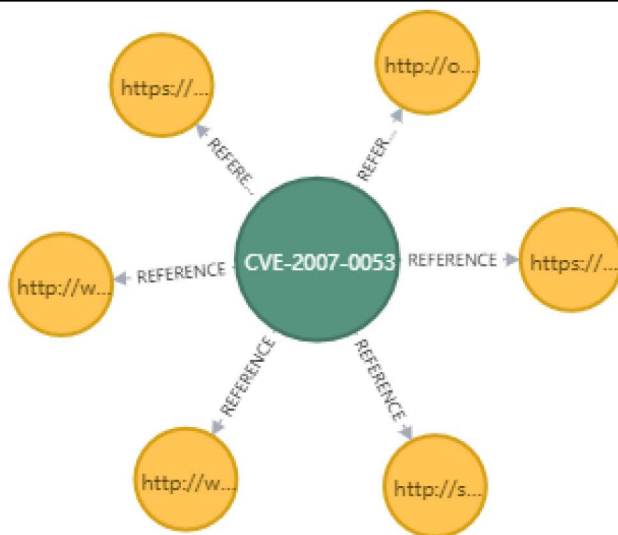 http://o...
https://...
REFER...
REFERE...
CVE-2007-0053
REFERENCE
https://...
REFERENCE
http://w...
REFERENCE
REFERENCE
http://w...
http://s...